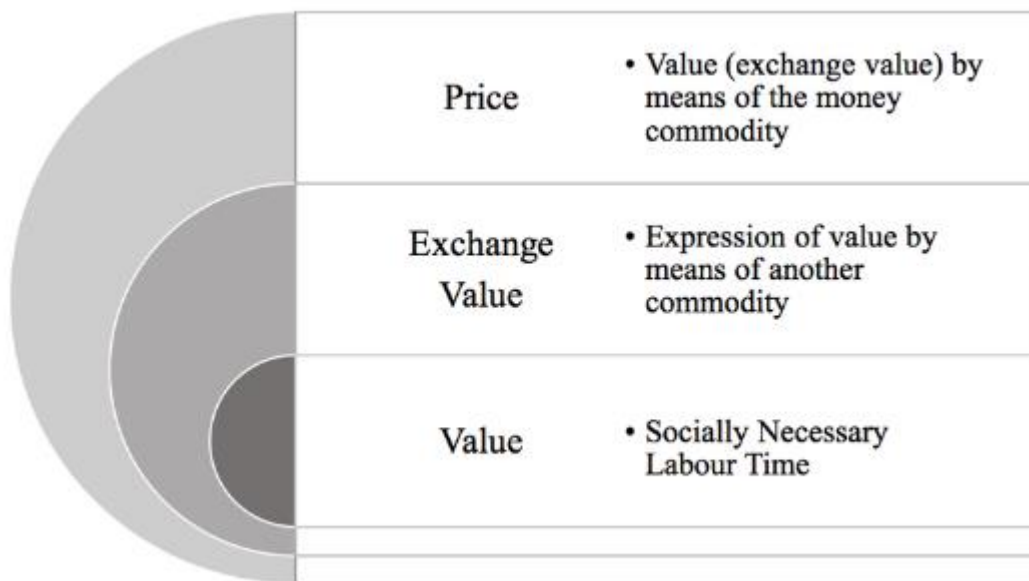 Price
• Value (exchange value) by
means of the money
commodity
Exchange
Value
• Expression of value by
means of another
commodity
Value
• Socially Necessary
Labour Time